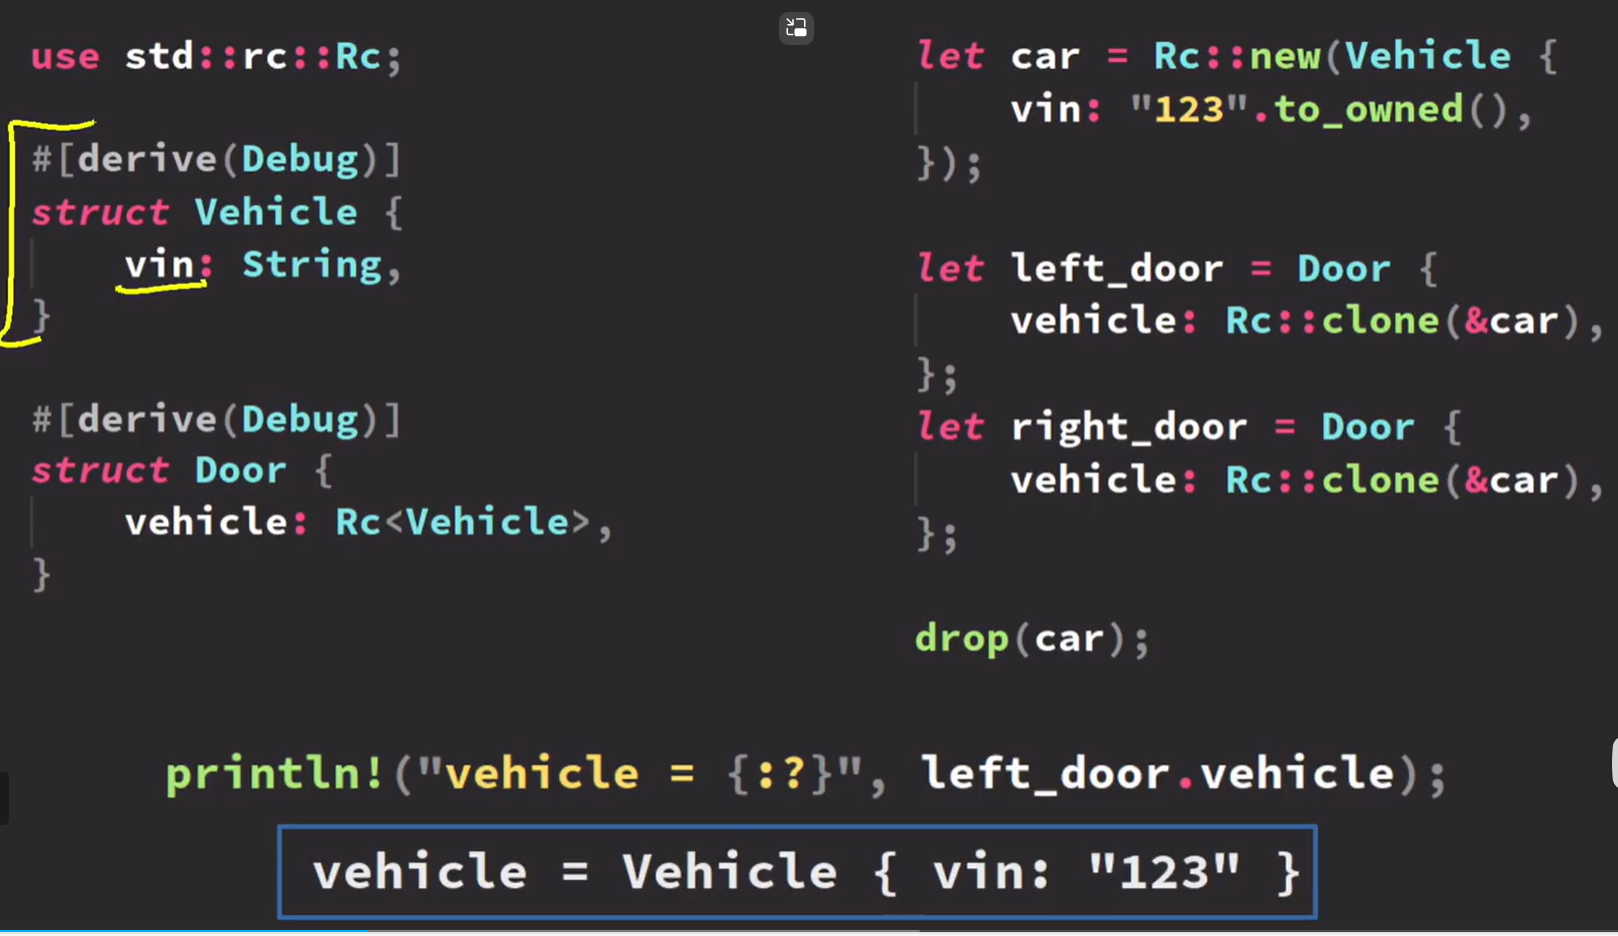 use std::rc::Rc;
#[derive(Debug)]
struct Vehicle {
    vin: String,
}
#[derive(Debug)]
struct Door {
    vehicle: Rc<Vehicle>,
}
let car = Rc::new(Vehicle {
    vin: "123".to_owned(),
});
let left_door = Door {
    vehicle: Rc::clone(&car),
};
let right_door = Door {
    vehicle: Rc::clone(&car),
};
drop(car);
println!("vehicle = {:?}", left_door.vehicle);
vehicle = Vehicle { vin: "123" }